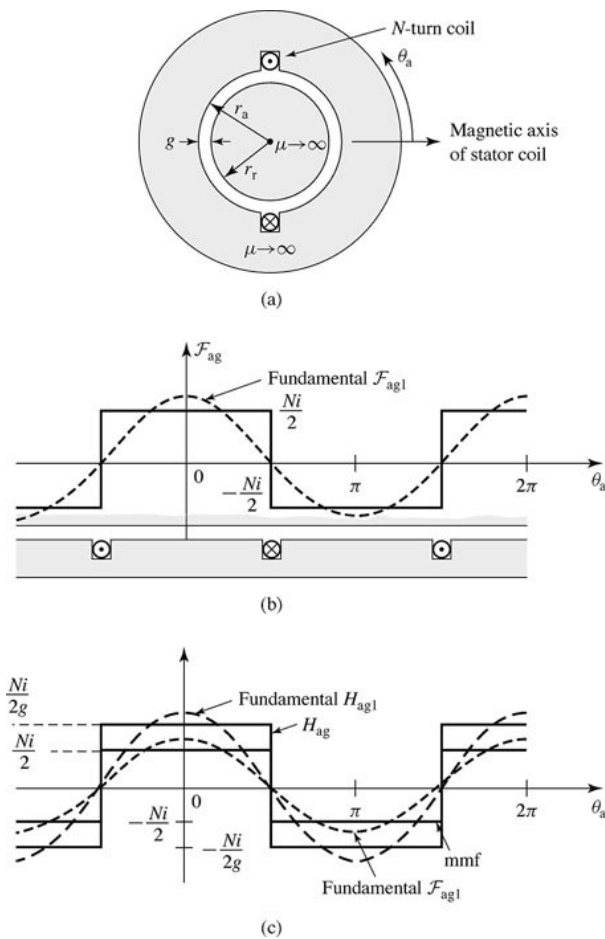 N-turn coil
θa
ra
g
μ→∞
rr
Magnetic axis
of stator coil
μ→∞
(a)
ℱag
Fundamental ℱag1
Ni/2
0
−Ni/2
π
2π
θa
(b)
Ni/2g
Fundamental Hag1
Hag
Ni/2
0
π
2π
θa
−Ni/2
−Ni/2g
mmf
Fundamental ℱag1
(c)